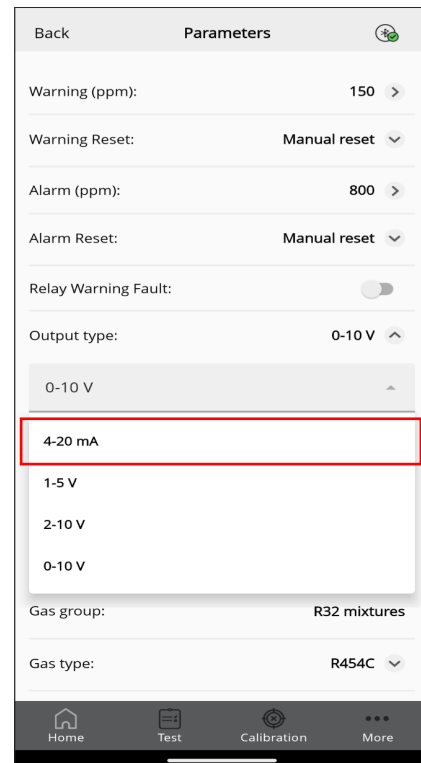 Back Parameters
Warning (ppm): 150
Warning Reset: Manual reset
Alarm (ppm): 800
Alarm Reset: Manual reset
Relay Warning Fault:
Output type: 0-10 V
0-10 V
4-20 mA
1-5 V
2-10 V
0-10 V
Gas group: R32 mixtures
Gas type: R454C
Home Test Calibration More